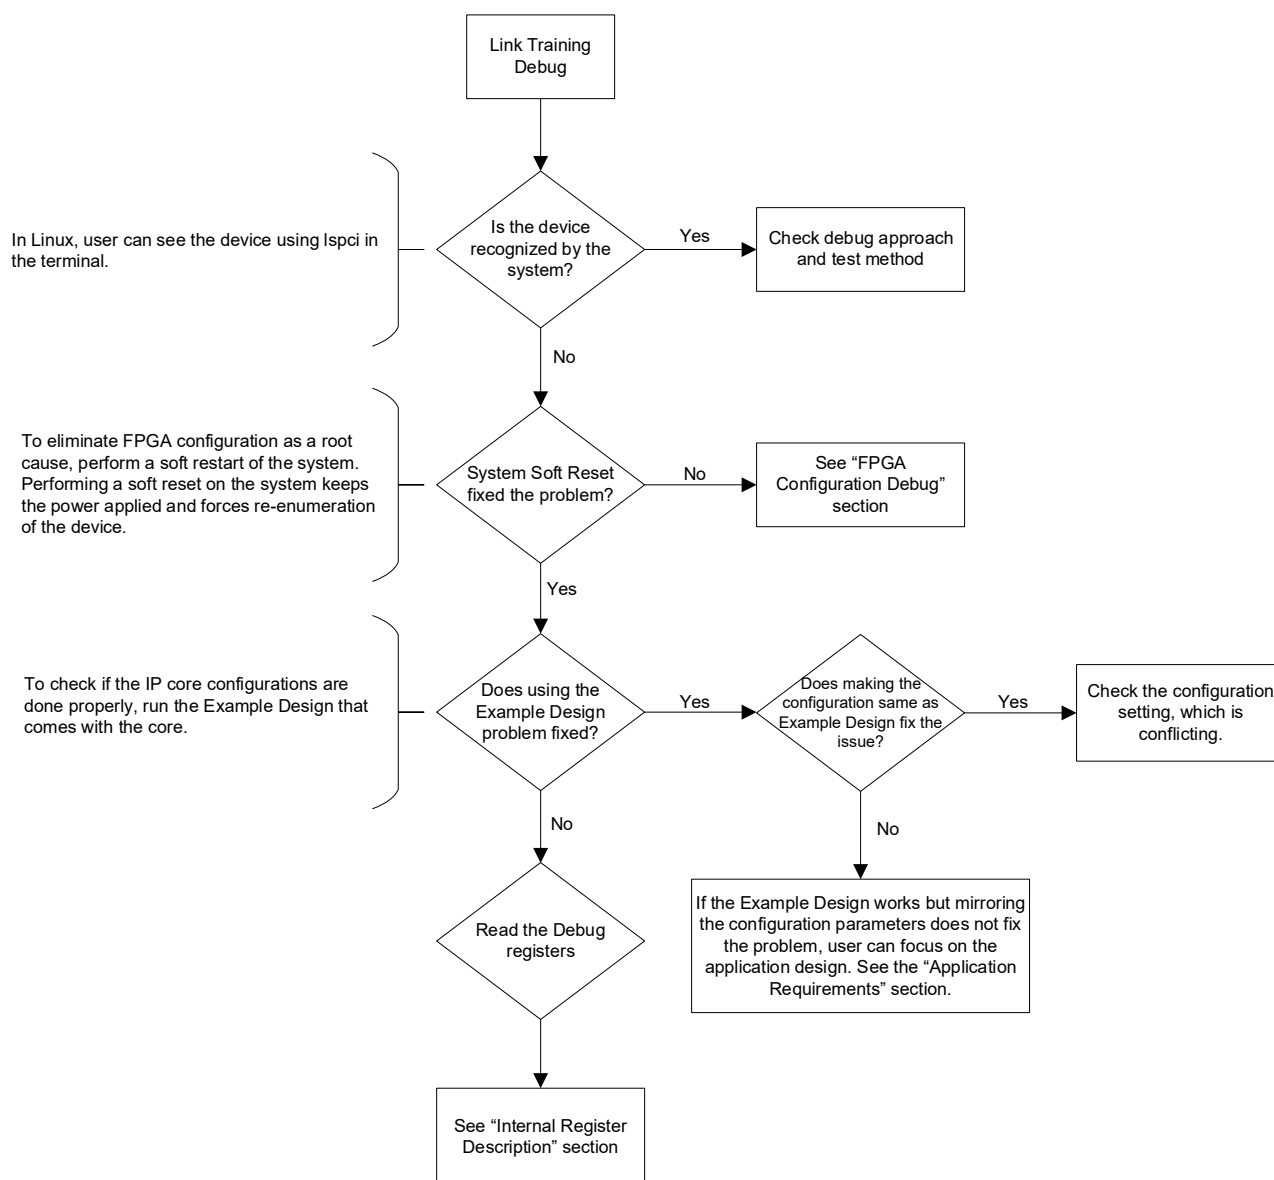 Link Training
Debug
In Linux, user can see the device using lspci in
the terminal.
Is the device
recognized by the
system?
Yes
Check debug approach
and test method
No
To eliminate FPGA configuration as a root
cause, perform a soft restart of the system.
Performing a soft reset on the system keeps
the power applied and forces re-enumeration
of the device.
System Soft Reset
fixed the problem?
No
See “FPGA
Configuration Debug”
section
Yes
To check if the IP core configurations are
done properly, run the Example Design that
comes with the core.
Does using the
Example Design
problem fixed?
Yes
Does making the
configuration same as
Example Design fix the
issue?
Yes
Check the configuration
setting, which is
conflicting.
No
No
Read the Debug
registers
If the Example Design works but mirroring
the configuration parameters does not fix
the problem, user can focus on the
application design. See the “Application
Requirements” section.
See “Internal Register
Description” section